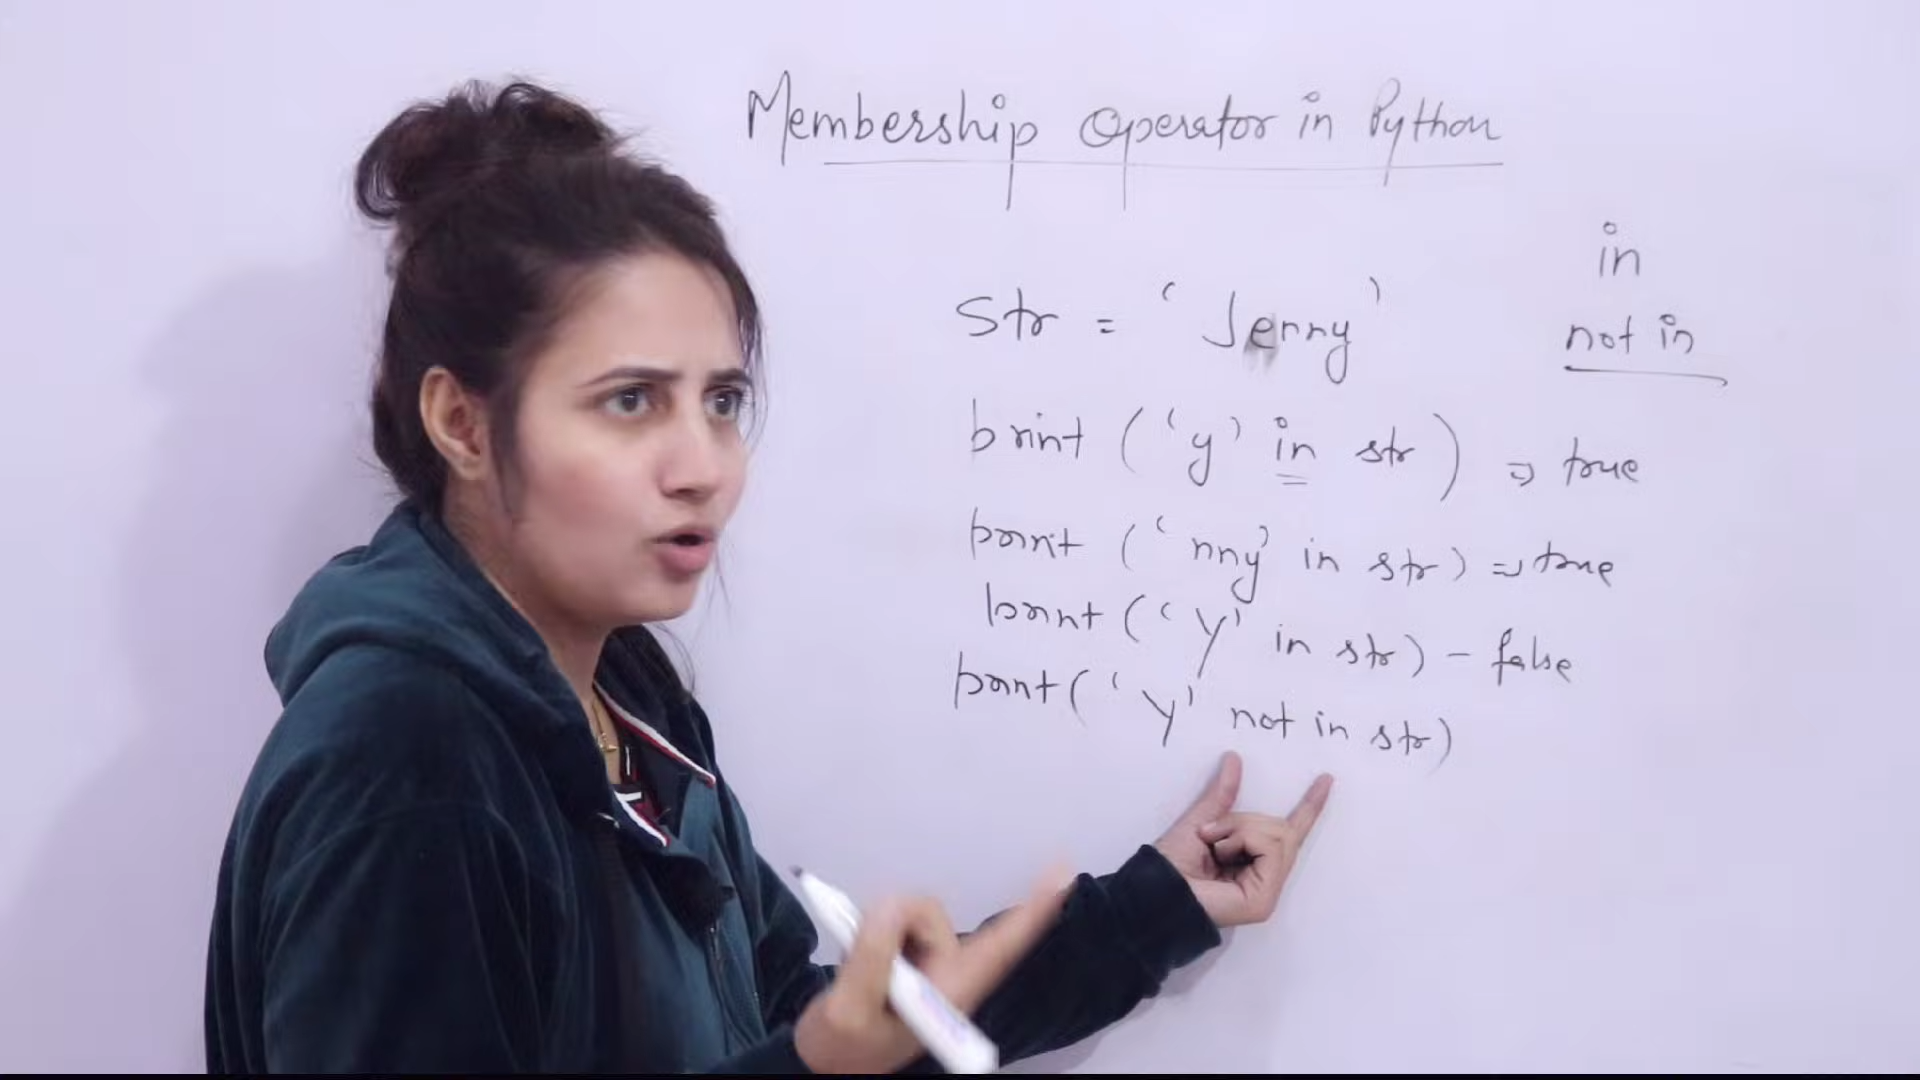 Membership Operator in Python
in
not in
Str = 'Jenny'
print ('y' in str) => true
print ('nny' in str) => true
print ('Y' in str) - false
print('Y' not in str)